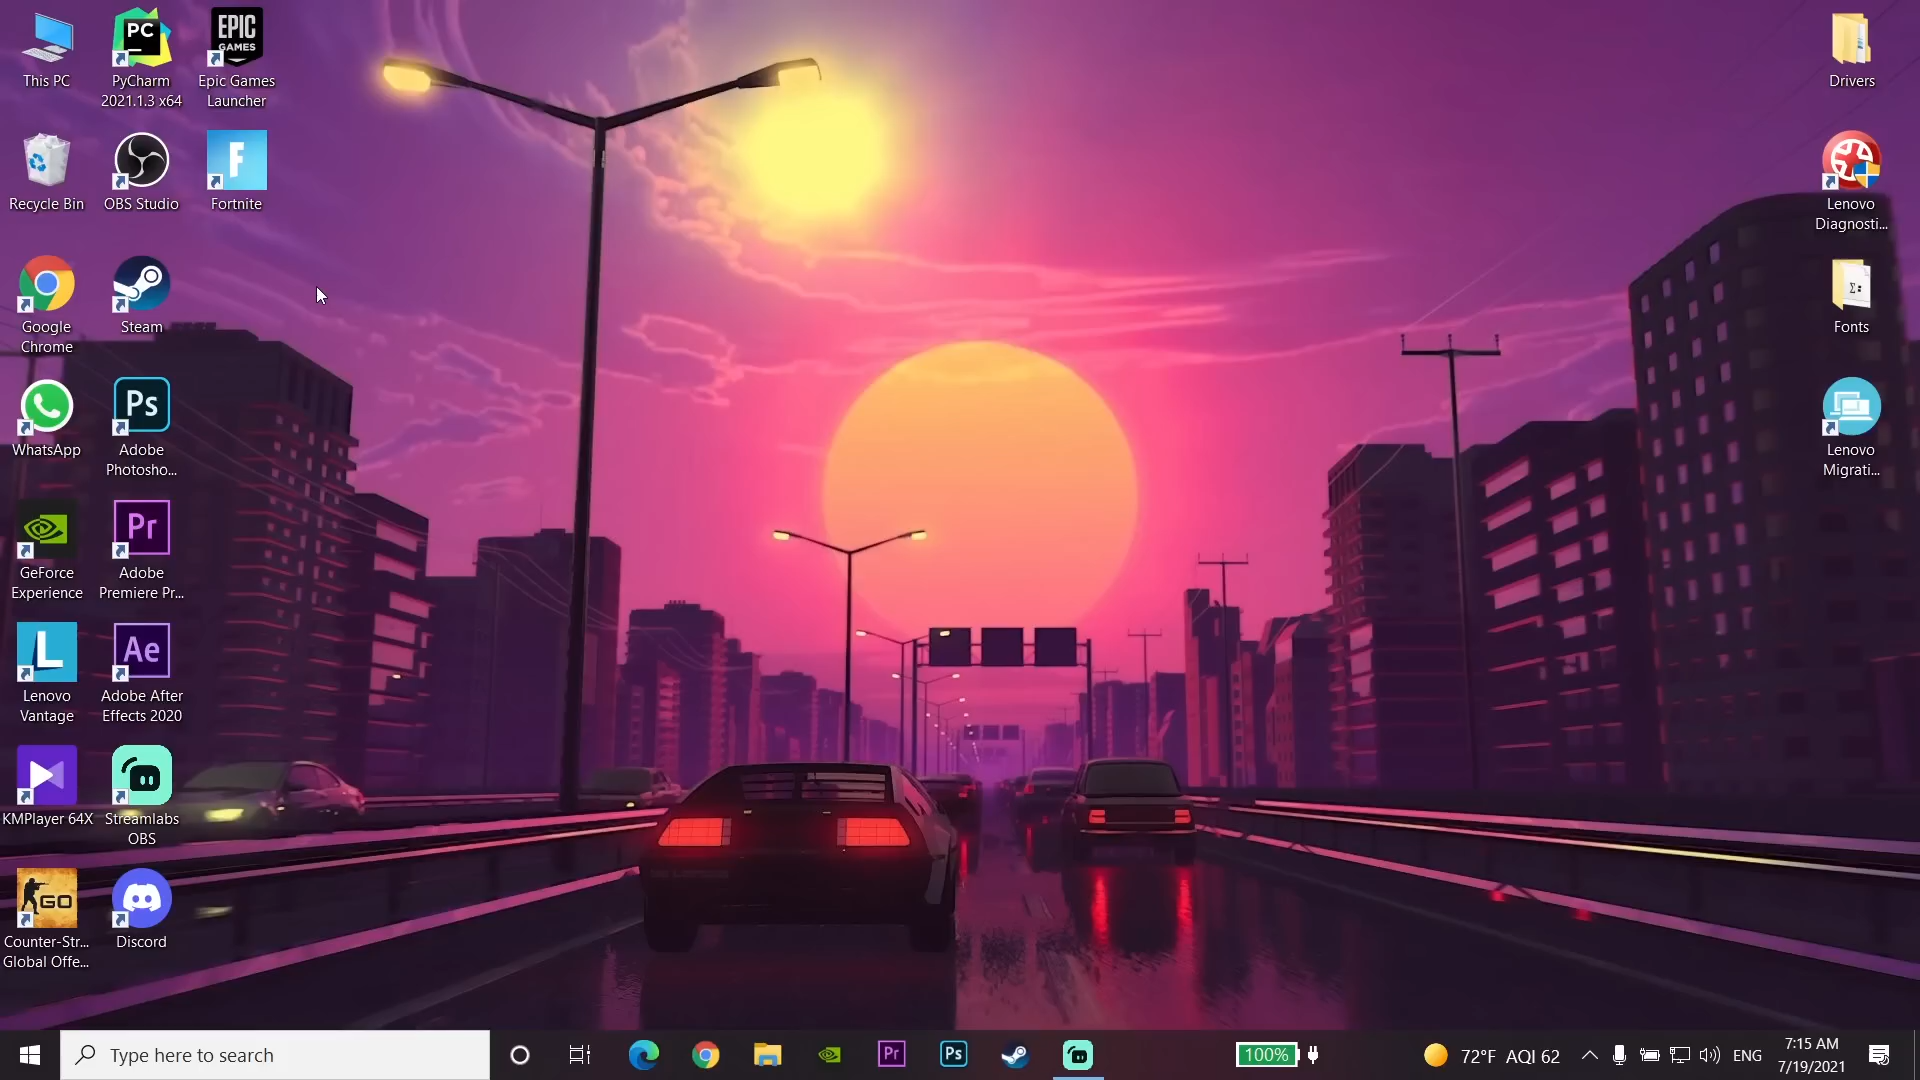 This PC
PC
PyCharm
2021.1.3 x64
EPIC
GAMES
Epic Games
Launcher
Drivers
Recycle Bin
OBS Studio
F
Fortnite
Lenovo
Diagnosti...
Google
Chrome
Steam
Fonts
WhatsApp
Ps
Adobe
Photosho...
Lenovo
Migrati...
GeForce
Experience
Pr
Adobe
Premiere Pr...
L
Lenovo
Vantage
Ae
Adobe After
Effects 2020
KMPlayer 64X
Streamlabs
OBS
GO
Counter-Str...
Global Offe...
Discord
Type here to search
Pr
Ps
100%
72°F AQI 62
ENG
7:15 AM
7/19/2021